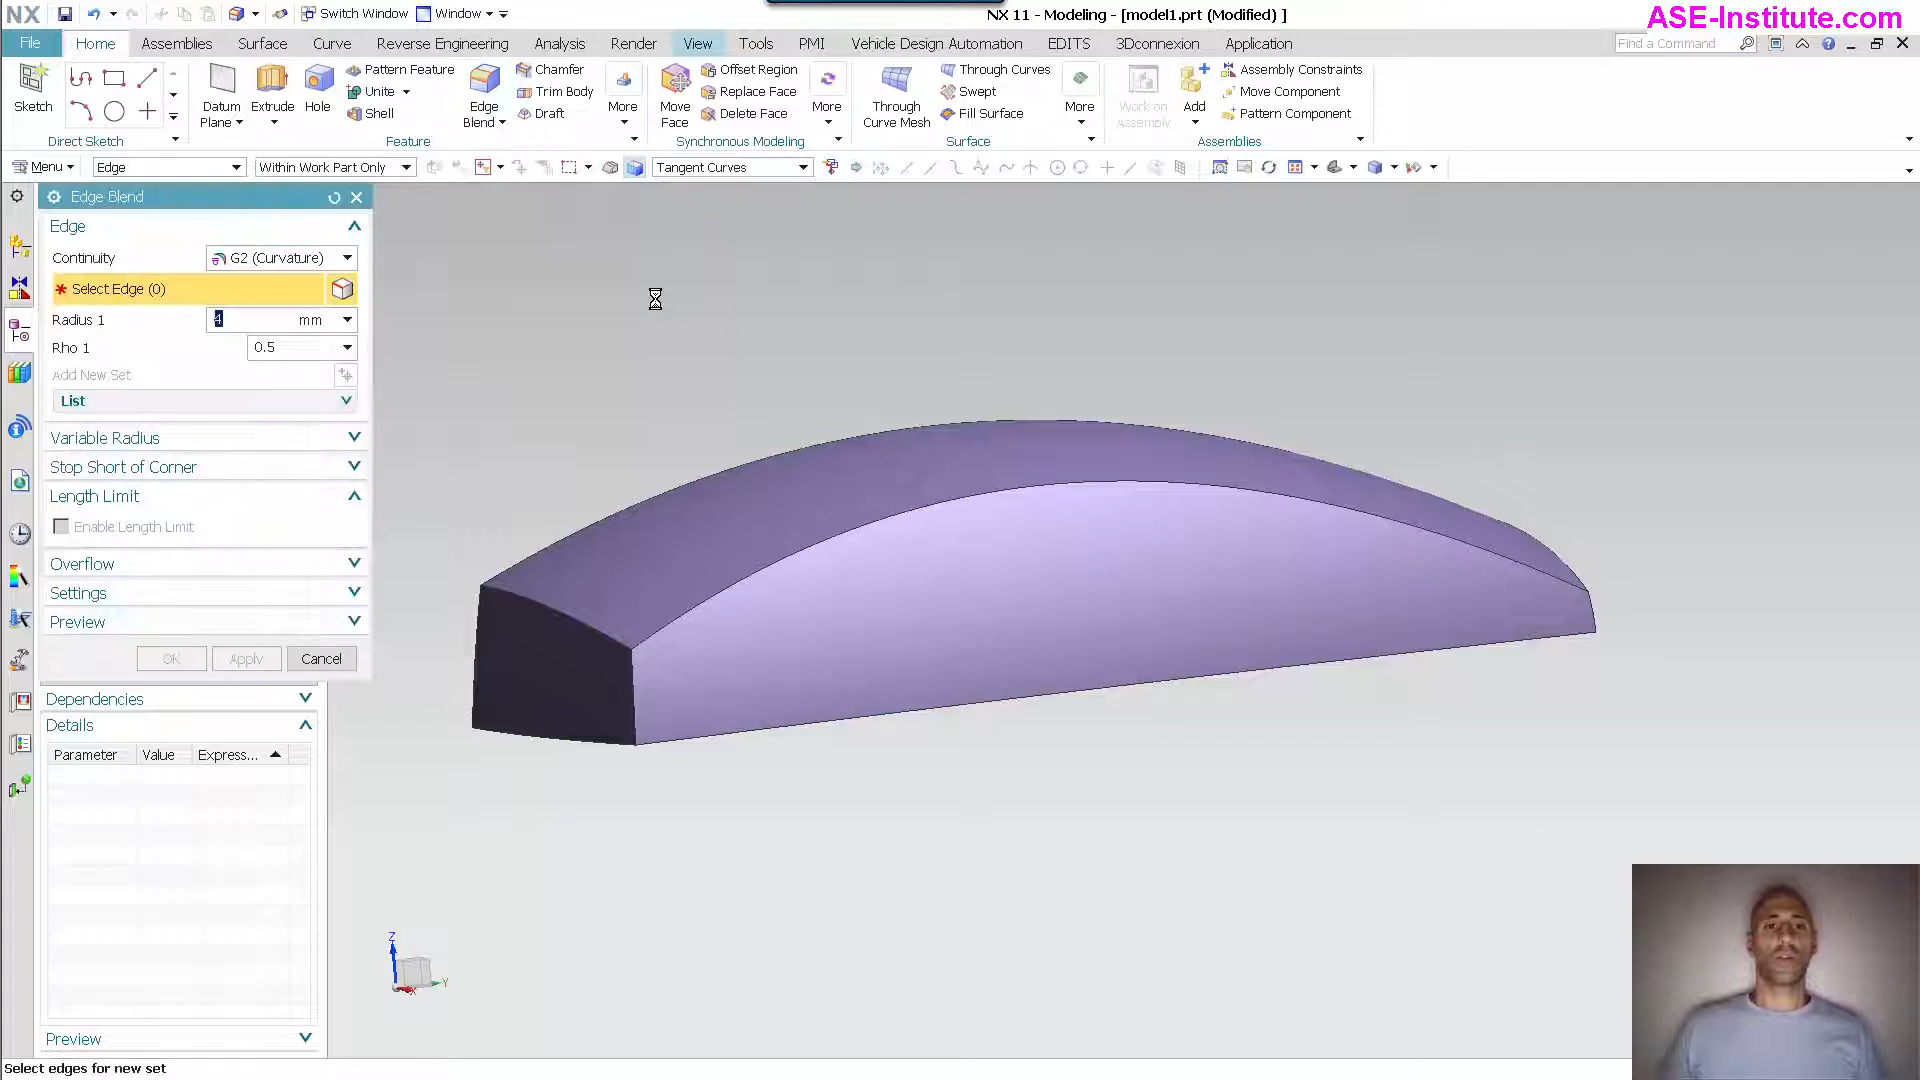 NX Switch Window Window NX 11 - Modeling - [model1.prt (Modified) ] ASE-Institute.com
File Home Assemblies Surface Curve Reverse Engineering Analysis Render View Tools PMI Vehicle Design Automation EDITS 3Dconnexion Application Find a Command
Pattern Feature Chamfer Offset Region Through Curves Assembly Constraints
Unite Trim Body Replace Face Swept Move Component
Sketch Datum Plane Extrude Hole Shell Edge Blend Draft More Move Face Delete Face More Through Curve Mesh Fill Surface More Work on Assembly Add Pattern Component
Direct Sketch Feature Synchronous Modeling Surface Assemblies
Menu Edge Within Work Part Only Tangent Curves
Edge Blend
Edge
Continuity G2 (Curvature)
* Select Edge (0)
Radius 1 4 mm
Rho 1 0.5
Add New Set
List
Variable Radius
Stop Short of Corner
Length Limit
Enable Length Limit
Overflow
Settings
Preview
OK Apply Cancel
Dependencies
Details
Parameter Value Express...
Z
Y
X
Preview
Select edges for new set